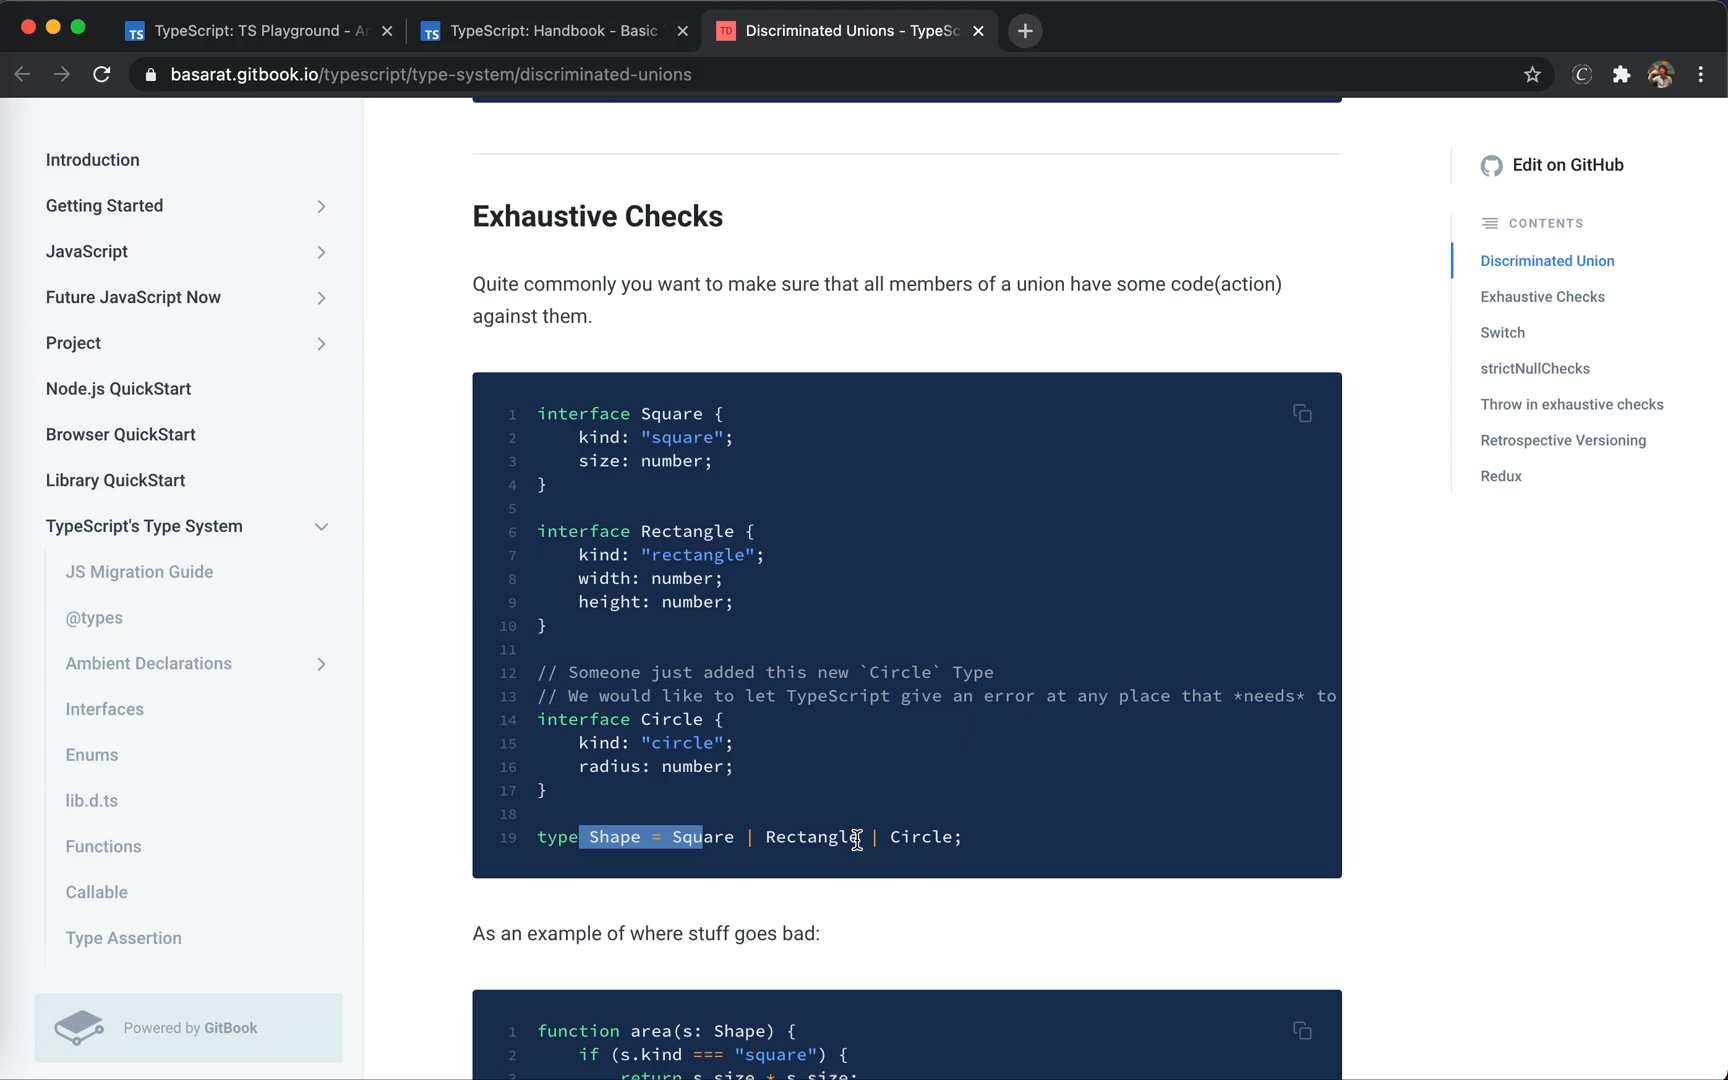 TypeScript: TS Playground - A
TypeScript: Handbook - Basic
Discriminated Unions - TypeSc
basarat.gitbook.io/typescript/type-system/discriminated-unions
Introduction
Getting Started
JavaScript
Future JavaScript Now
Project
Node.js QuickStart
Browser QuickStart
Library QuickStart
TypeScript's Type System
JS Migration Guide
@types
Ambient Declarations
Interfaces
Enums
lib.d.ts
Functions
Callable
Type Assertion
Powered by GitBook
Exhaustive Checks
Quite commonly you want to make sure that all members of a union have some code(action)
against them.
1 interface Square {
2 kind: "square";
3 size: number;
4 }
5
6 interface Rectangle {
7 kind: "rectangle";
8 width: number;
9 height: number;
10 }
11
12 // Someone just added this new `Circle` Type
13 // We would like to let TypeScript give an error at any place that *needs* to
14 interface Circle {
15 kind: "circle";
16 radius: number;
17 }
18
19 type Shape = Square | Rectangle | Circle;
As an example of where stuff goes bad:
1 function area(s: Shape) {
2 if (s.kind === "square") {
3 return s.size * s.size;
Edit on GitHub
CONTENTS
Discriminated Union
Exhaustive Checks
Switch
strictNullChecks
Throw in exhaustive checks
Retrospective Versioning
Redux